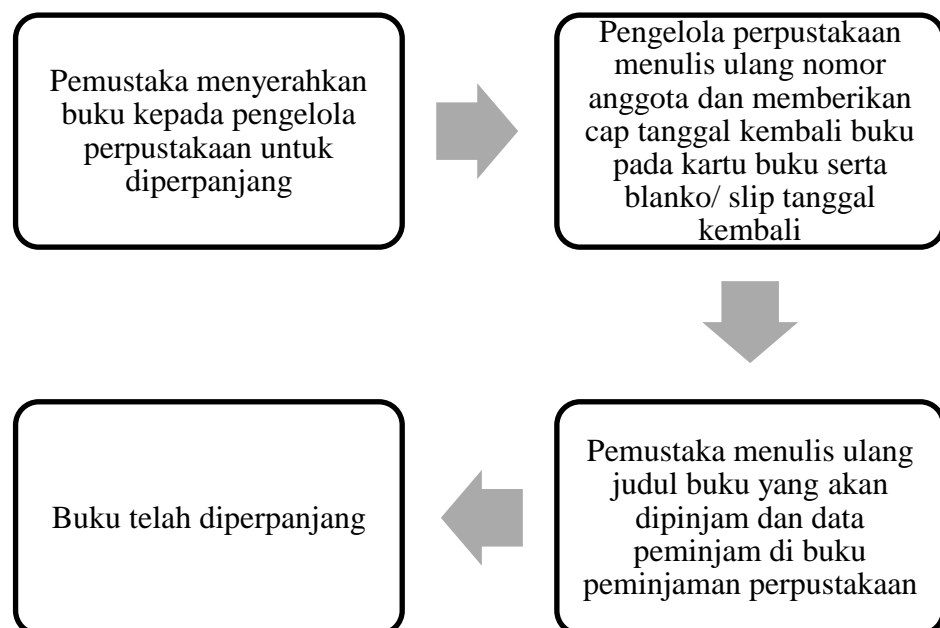 Pemustaka menyerahkan
buku kepada pengelola
perpustakaan untuk
diperpanjang
Pengelola perpustakaan
menulis ulang nomor
anggota dan memberikan
cap tanggal kembali buku
pada kartu buku serta
blanko/ slip tanggal
kembali
Pemustaka menulis ulang
judul buku yang akan
dipinjam dan data
peminjam di buku
peminjaman perpustakaan
Buku telah diperpanjang